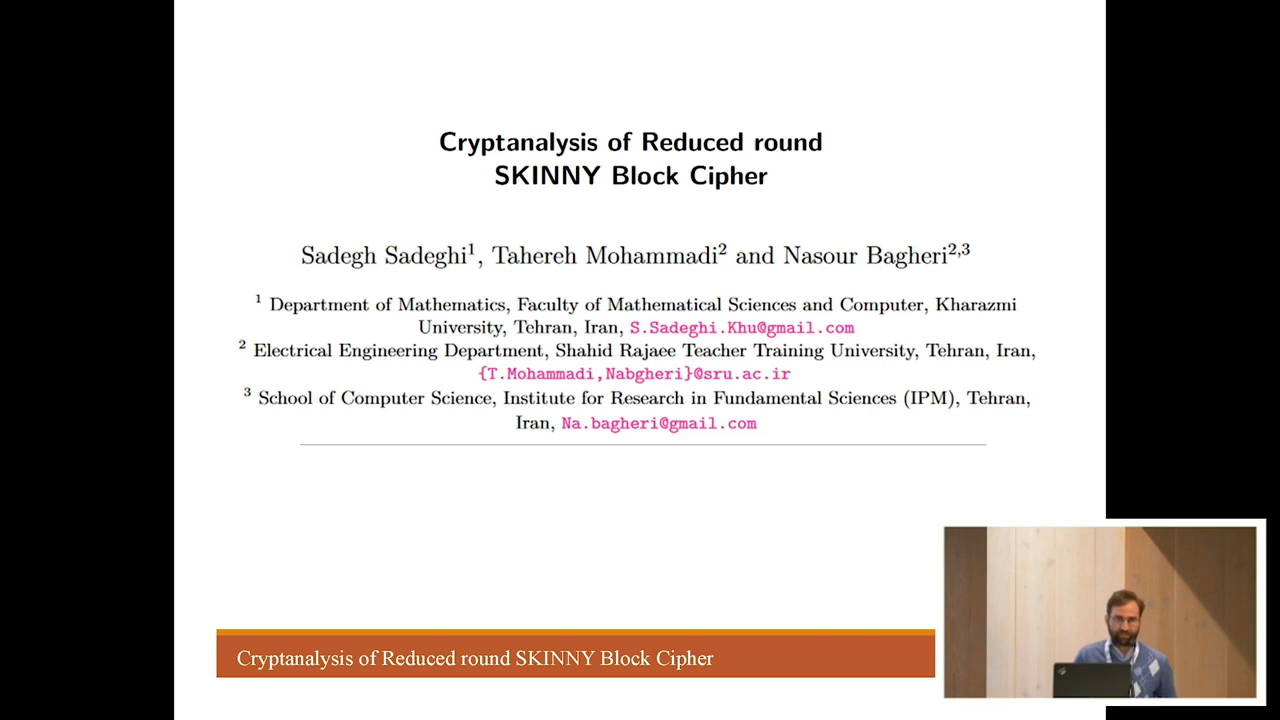 Cryptanalysis of Reduced round
SKINNY Block Cipher
Sadegh Sadeghi1, Tahereh Mohammadi2 and Nasour Bagheri2,3
1 Department of Mathematics, Faculty of Mathematical Sciences and Computer, Kharazmi
University, Tehran, Iran, S.Sadeghi.Khu@gmail.com
2 Electrical Engineering Department, Shahid Rajaee Teacher Training University, Tehran, Iran,
{T.Mohammadi,Nabgheri}@sru.ac.ir
3 School of Computer Science, Institute for Research in Fundamental Sciences (IPM), Tehran,
Iran, Na.bagheri@gmail.com
Cryptanalysis of Reduced round SKINNY Block Cipher